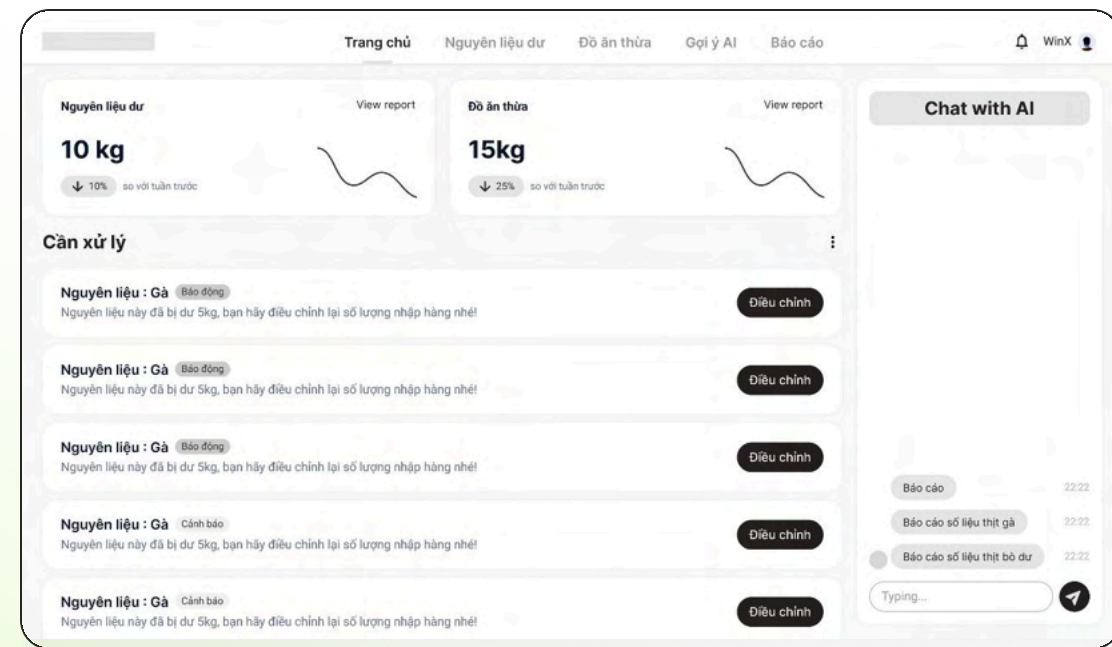 Trang chủ Nguyên liệu dư Đồ ăn thừa Gợi ý AI Báo cáo WinX
Nguyên liệu dư View report
10 kg
10% so với tuần trước
Đồ ăn thừa View report
15kg
25% so với tuần trước
Cần xử lý
Nguyên liệu : Gà Báo động
Nguyên liệu này đã bị dư 5kg, bạn hãy điều chỉnh lại số lượng nhập hàng nhé!
Điều chỉnh
Nguyên liệu : Gà Báo động
Nguyên liệu này đã bị dư 5kg, bạn hãy điều chỉnh lại số lượng nhập hàng nhé!
Điều chỉnh
Nguyên liệu : Gà Báo động
Nguyên liệu này đã bị dư 5kg, bạn hãy điều chỉnh lại số lượng nhập hàng nhé!
Điều chỉnh
Nguyên liệu : Gà Cảnh báo
Nguyên liệu này đã bị dư 5kg, bạn hãy điều chỉnh lại số lượng nhập hàng nhé!
Điều chỉnh
Nguyên liệu : Gà Cảnh báo
Nguyên liệu này đã bị dư 5kg, bạn hãy điều chỉnh lại số lượng nhập hàng nhé!
Điều chỉnh
Chat with AI
Báo cáo 22:22
Báo cáo số liệu thịt gà 22:22
Báo cáo số liệu thịt bò dư 22:22
Typing...